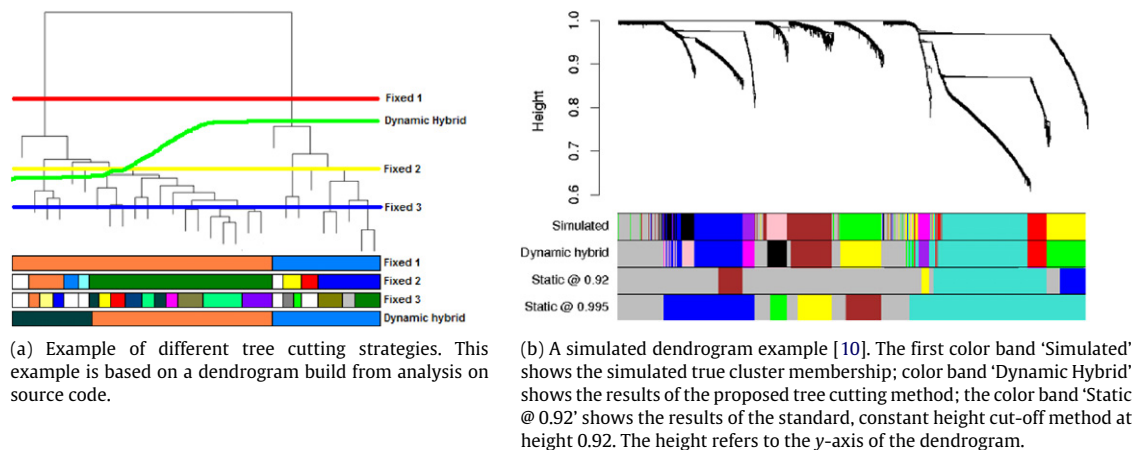 Fixed 1
Dynamic Hybrid
Fixed 2
Fixed 3
Fixed 1
Fixed 2
Fixed 3
Dynamic hybrid
(a) Example of different tree cutting strategies. This
example is based on a dendrogram build from analysis on
source code.
Height
1.0
0.9
0.8
0.7
0.6
Simulated
Dynamic hybrid
Static @ 0.92
Static @ 0.995
(b) A simulated dendrogram example [10]. The first color band ‘Simulated’
shows the simulated true cluster membership; color band ‘Dynamic Hybrid’
shows the results of the proposed tree cutting method; the color band ‘Static
@ 0.92’ shows the results of the standard, constant height cut-off method at
height 0.92. The height refers to the y-axis of the dendrogram.